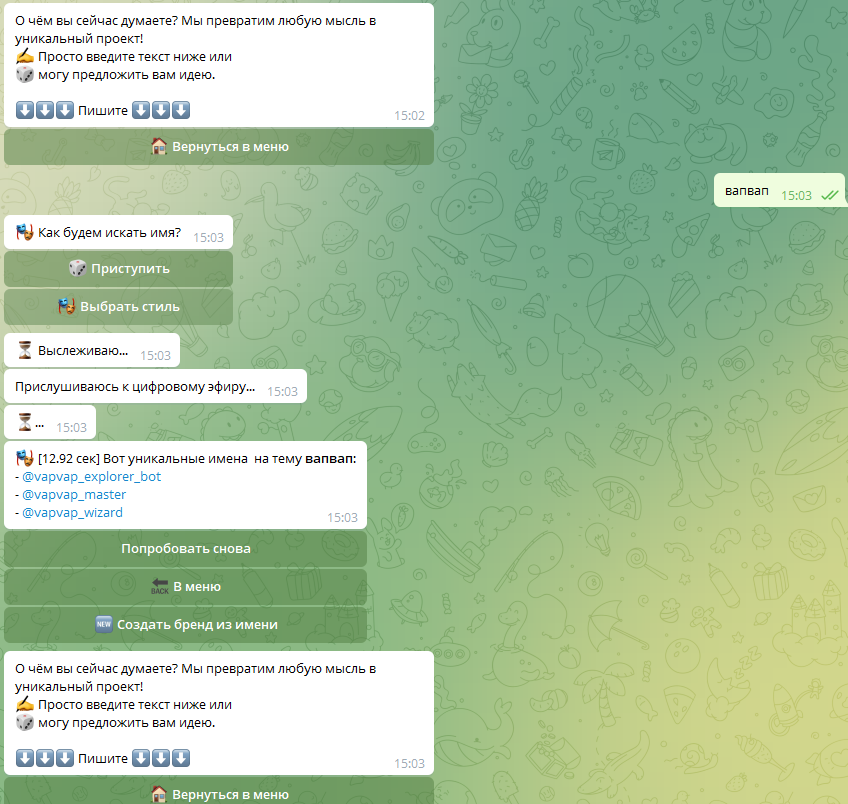 О чём вы сейчас думаете? Мы превратим любую мысль в
уникальный проект!
✍️ Просто введите текст ниже или
🎲 могу предложить вам идею.
⬇️⬇️⬇️ Пишите ⬇️⬇️⬇️ 15:02
🏠 Вернуться в меню
вапвап 15:03
🎭 Как будем искать имя? 15:03
🎲 Приступить
🎭 Выбрать стиль
⏳ Выслеживаю... 15:03
Прислушиваюсь к цифровому эфиру... 15:03
⏳... 15:03
🎭 [12.92 сек] Вот уникальные имена на тему вапвап:
- @vapvap_explorer_bot
- @vapvap_master
- @vapvap_wizard 15:03
Попробовать снова
🔙 В меню
🆕 Создать бренд из имени
О чём вы сейчас думаете? Мы превратим любую мысль в
уникальный проект!
✍️ Просто введите текст ниже или
🎲 могу предложить вам идею.
⬇️⬇️⬇️ Пишите ⬇️⬇️⬇️ 15:03
🏠 Вернуться в меню